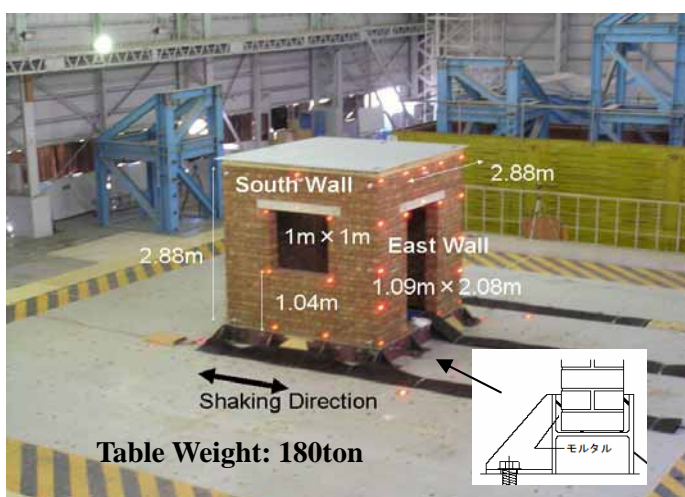 South Wall
2.88m
1m×1m
East Wall
2.88m
1.04m
1.09m×2.08m
Shaking Direction
Table Weight: 180ton
モルタル